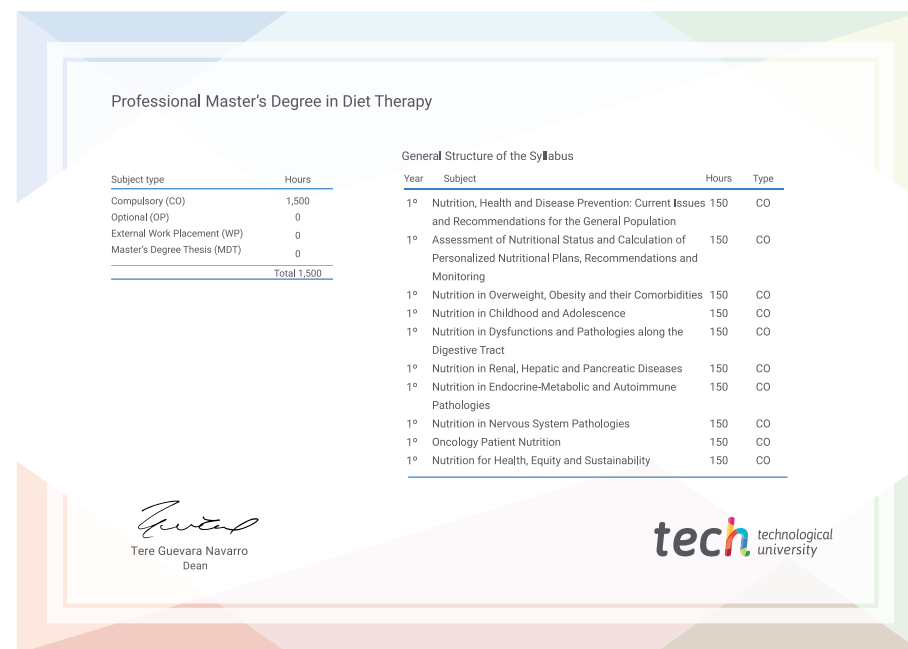 Professional Master's Degree in Diet Therapy
Subject type Hours
Compulsory (CO) 1,500
Optional (OP) 0
External Work Placement (WP) 0
Master's Degree Thesis (MDT) 0
Total 1,500
General Structure of the Syllabus
Year Subject Hours Type
1º Nutrition, Health and Disease Prevention: Current Issues 150 CO
and Recommendations for the General Population
1º Assessment of Nutritional Status and Calculation of 150 CO
Personalized Nutritional Plans, Recommendations and
Monitoring
1º Nutrition in Overweight, Obesity and their Comorbidities 150 CO
1º Nutrition in Childhood and Adolescence 150 CO
1º Nutrition in Dysfunctions and Pathologies along the 150 CO
Digestive Tract
1º Nutrition in Renal, Hepatic and Pancreatic Diseases 150 CO
1º Nutrition in Endocrine-Metabolic and Autoimmune 150 CO
Pathologies
1º Nutrition in Nervous System Pathologies 150 CO
1º Oncology Patient Nutrition 150 CO
1º Nutrition for Health, Equity and Sustainability 150 CO
Tere Guevara Navarro
Dean
tech technological
university